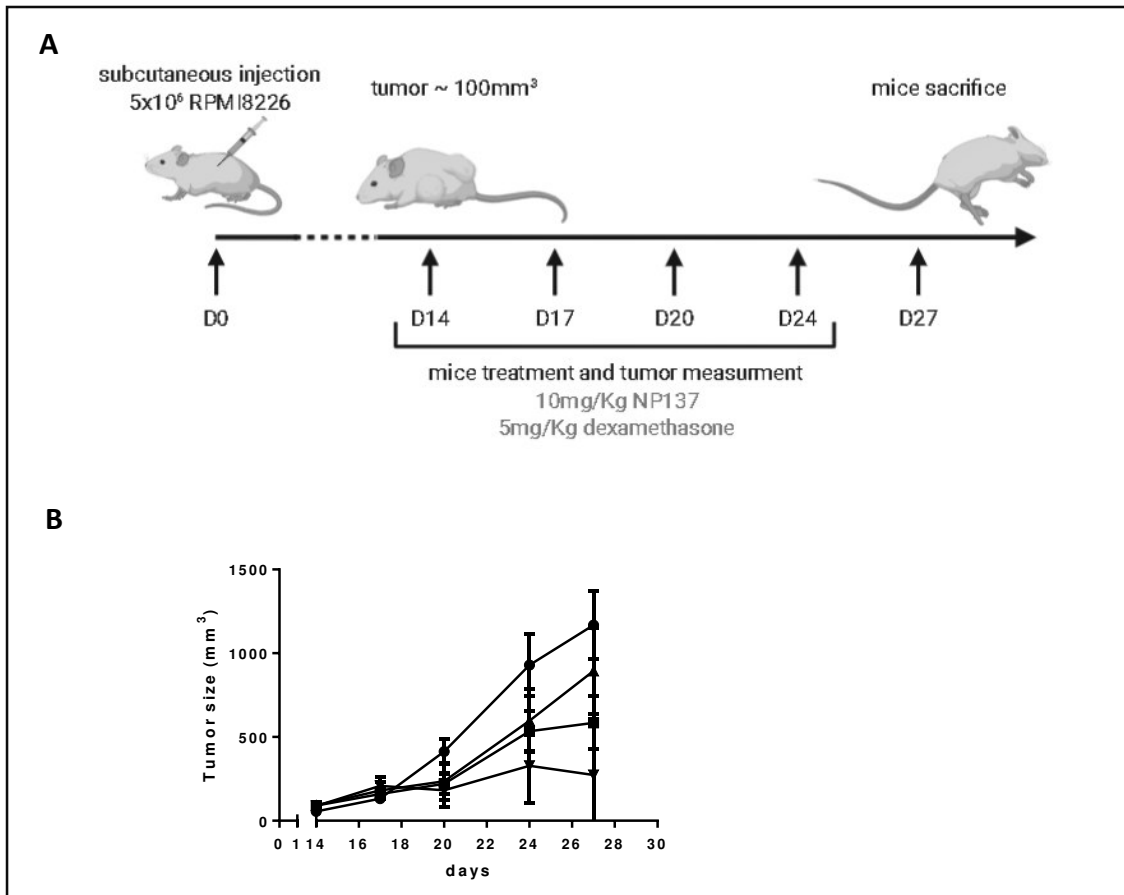 A
subcutaneous injection
5x10⁶ RPMI8226
tumor ~ 100mm³
mice sacrifice
D0
D14
D17
D20
D24
D27
mice treatment and tumor measurment
10mg/Kg NP137
5mg/Kg dexamethasone
B
Tumor size (mm³)
1500
1000
500
0
0 1 14 16 18 20 22 24 26 28 30
days